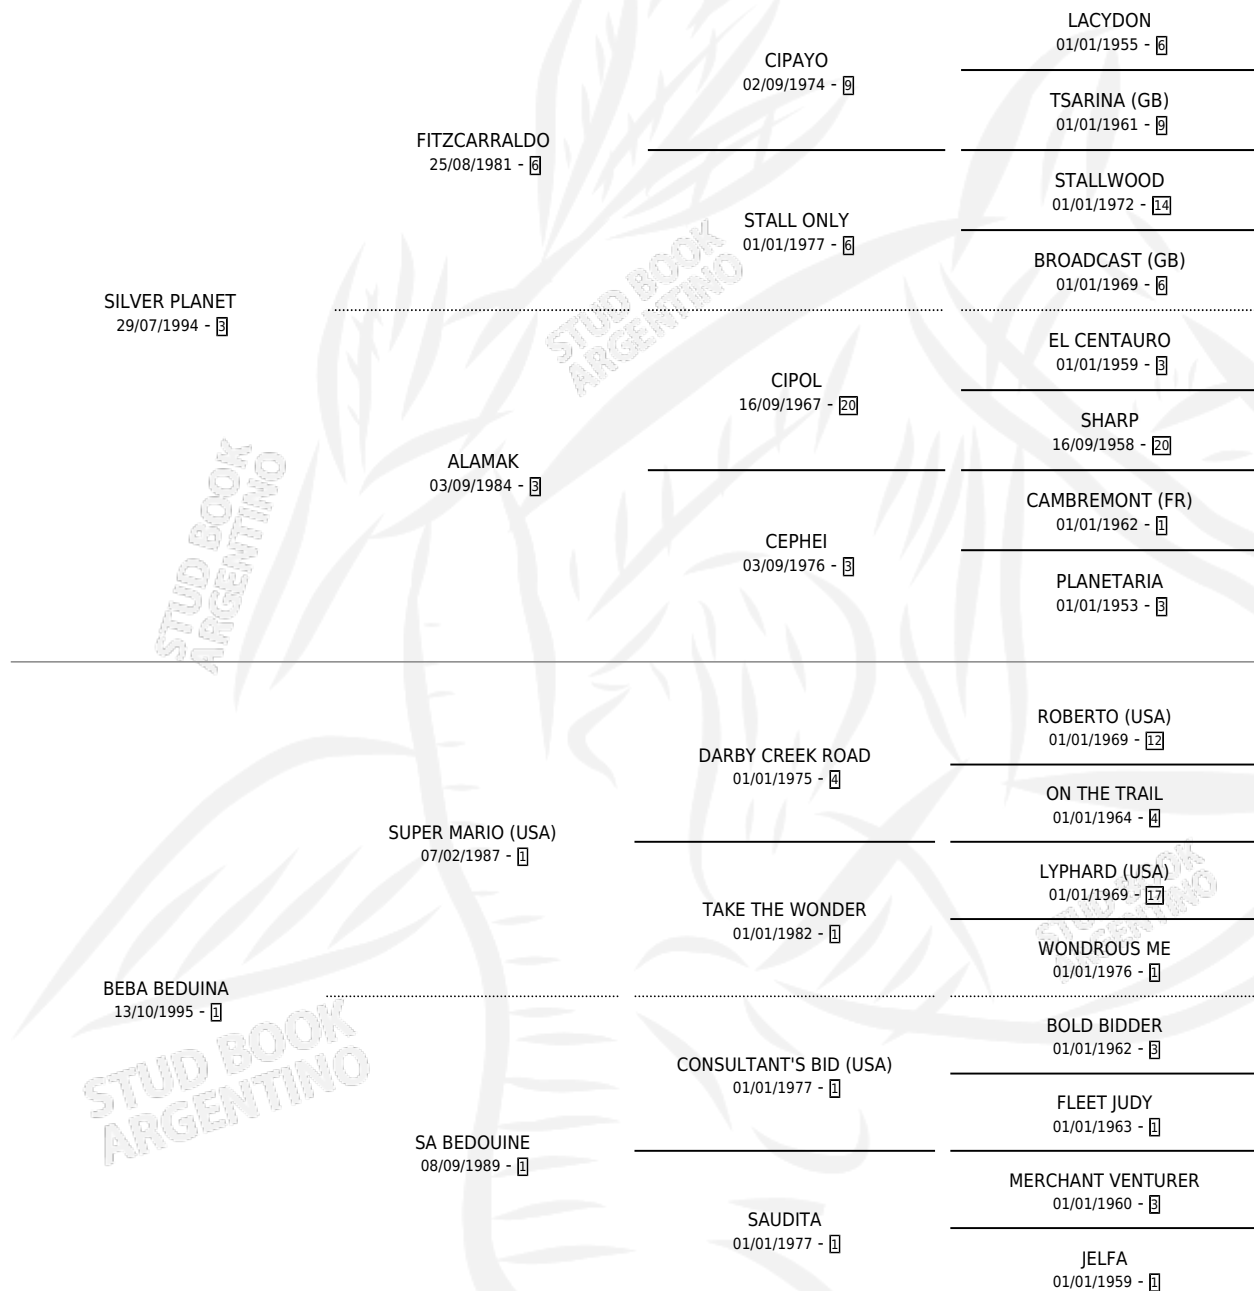 LACYDON
01/01/1955 - 6
CIPAYO
02/09/1974 - 9
TSARINA (GB)
01/01/1961 - 9
FITZCARRALDO
25/08/1981 - 6
STALLWOOD
01/01/1972 - 14
STALL ONLY
01/01/1977 - 6
BROADCAST (GB)
01/01/1969 - 6
SILVER PLANET
29/07/1994 - 3
EL CENTAURO
01/01/1959 - 3
CIPOL
16/09/1967 - 20
SHARP
16/09/1958 - 20
ALAMAK
03/09/1984 - 3
CAMBREMONT (FR)
01/01/1962 - 1
CEPHEI
03/09/1976 - 3
PLANETARIA
01/01/1953 - 3
ROBERTO (USA)
01/01/1969 - 12
DARBY CREEK ROAD
01/01/1975 - 4
ON THE TRAIL
01/01/1964 - 4
SUPER MARIO (USA)
07/02/1987 - 1
LYPHARD (USA)
01/01/1969 - 17
TAKE THE WONDER
01/01/1982 - 1
WONDROUS ME
01/01/1976 - 1
BEBA BEDUINA
13/10/1995 - 1
BOLD BIDDER
01/01/1962 - 3
CONSULTANT'S BID (USA)
01/01/1977 - 1
FLEET JUDY
01/01/1963 - 1
SA BEDOUINE
08/09/1989 - 1
MERCHANT VENTURER
01/01/1960 - 3
SAUDITA
01/01/1977 - 1
JELFA
01/01/1959 - 1
STUD BOOK
ARGENTINO
STUD BOOK
ARGENTINO
STUD BOOK
ARGENTINO
STUD BOOK
ARGENTINO